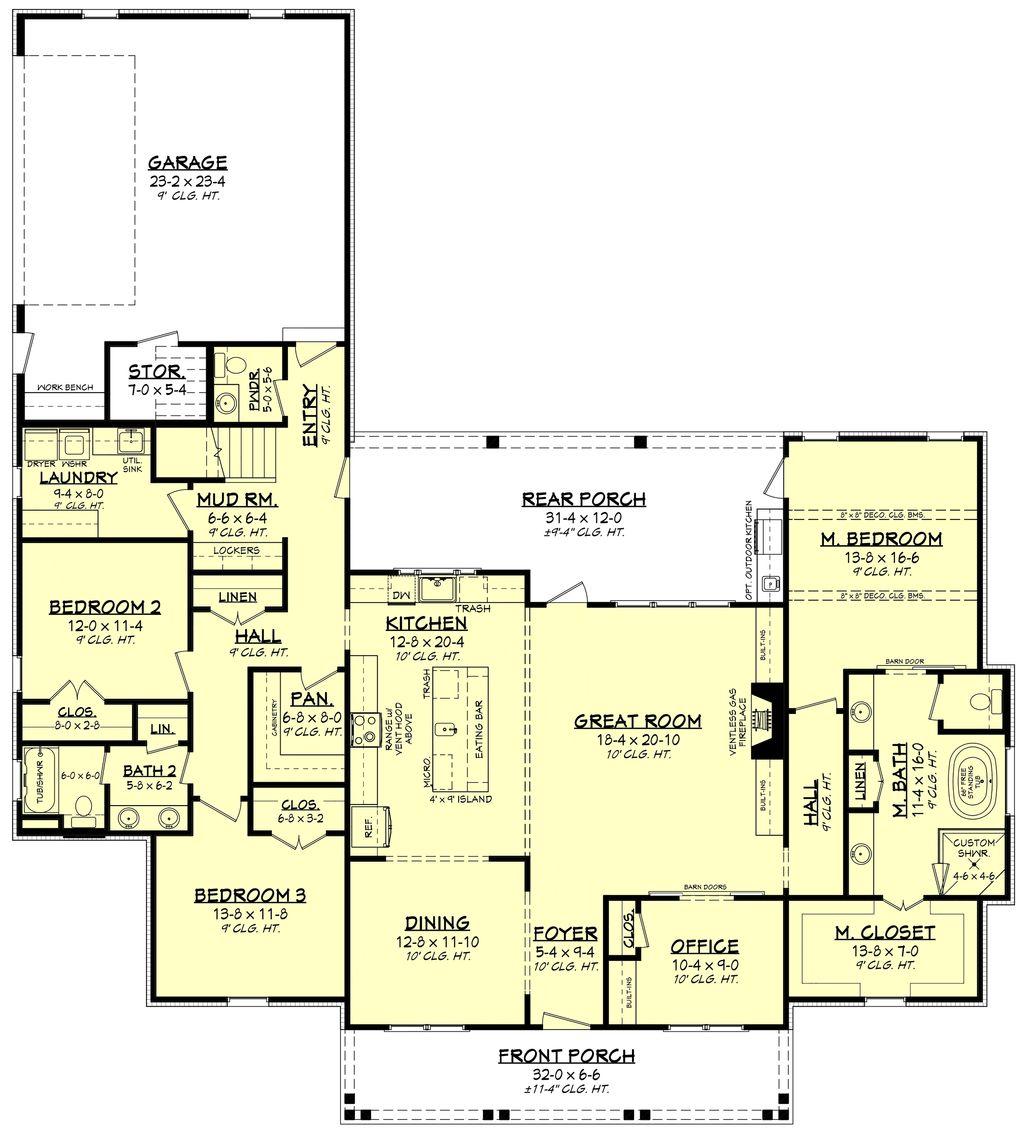 GARAGE
23-2 x 23-4
9' CLG. HT.
WORK BENCH
STOR.
7-0 x 5-4
PWDR.
5-0 x 5-6
ENTRY
9' CLG. HT.
DRYER
WSHR
UTIL.
SINK
LAUNDRY
9-4 x 8-0
9' CLG. HT.
MUD RM.
6-6 x 6-4
9' CLG. HT.
LOCKERS
REAR PORCH
31-4 x 12-0
±9'-4" CLG. HT.
OPT. OUTDOOR KITCHEN
8" x 8" DECO. CLG. BMS.
M. BEDROOM
13-8 x 16-6
9' CLG. HT.
8" x 8" DECO. CLG. BMS.
BARN DOOR
BEDROOM 2
12-0 x 11-4
9' CLG. HT.
LINEN
HALL
9' CLG. HT.
DW
TRASH
KITCHEN
12-8 x 20-4
10' CLG. HT.
BUILT-INS
CLOS.
8-0 x 2-8
LIN.
CABINETRY
PAN.
6-8 x 8-0
9' CLG. HT.
RANGE w/
VENT HOOD
ABOVE
TRASH
EATING BAR
MICRO.
4' x 9' ISLAND
GREAT ROOM
18-4 x 20-10
10' CLG. HT.
VENTLESS GAS
FIREPLACE
BUILT-INS
HALL
9' CLG. HT.
LINEN
M. BATH
11-4 x 16-0
9' CLG. HT.
66" FREE
STANDING
TUB
CUSTOM
SHWR.
4-6 x 4-6
TUB/SHWR
6-0 x 6-0
BATH 2
5-8 x 6-2
CLOS.
6-8 x 3-2
REF.
BEDROOM 3
13-8 x 11-8
9' CLG. HT.
DINING
12-8 x 11-10
10' CLG. HT.
FOYER
5-4 x 9-4
10' CLG. HT.
BARN DOORS
CLOS.
BUILT-INS
OFFICE
10-4 x 9-0
10' CLG. HT.
M. CLOSET
13-8 x 7-0
9' CLG. HT.
FRONT PORCH
32-0 x 6-6
±11-4" CLG. HT.